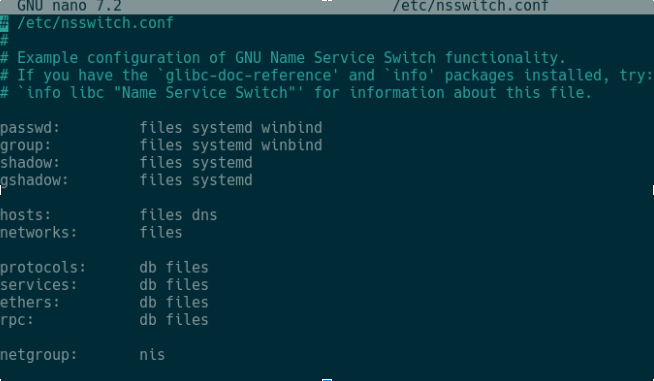 GNU nano 7.2 /etc/nsswitch.conf
# /etc/nsswitch.conf
#
# Example configuration of GNU Name Service Switch functionality.
# If you have the `glibc-doc-reference' and `info' packages installed, try:
# `info libc "Name Service Switch"' for information about this file.
passwd: files systemd winbind
group: files systemd winbind
shadow: files systemd
gshadow: files systemd
hosts: files dns
networks: files
protocols: db files
services: db files
ethers: db files
rpc: db files
netgroup: nis